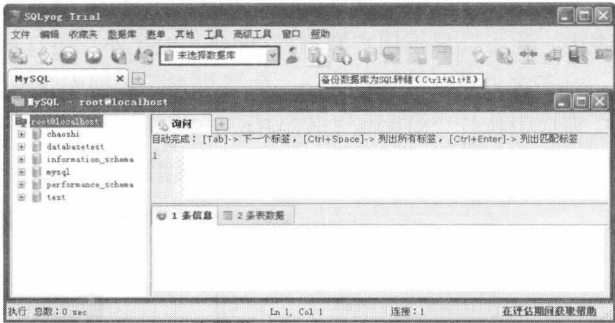 SQLyog Trial
文件 编辑 收藏夹 数据库 表单 其他 工具 高级工具 窗口 帮助
未选择数据库
MySQL
备份数据库为SQL转储(Ctrl+Alt+E)
MySQL - root@localhost
root@localhost
chaoshi
databasetest
information_schema
mysql
performance_schema
test
询问
自动完成: [Tab]-> 下一个标签, [Ctrl+Space]-> 列出所有标签, [Ctrl+Enter]-> 列出匹配标签
1
1 条信息 2 条表数据
执行 总数:0 sec Ln 1, Col 1 连接:1 在评估期间获取帮助